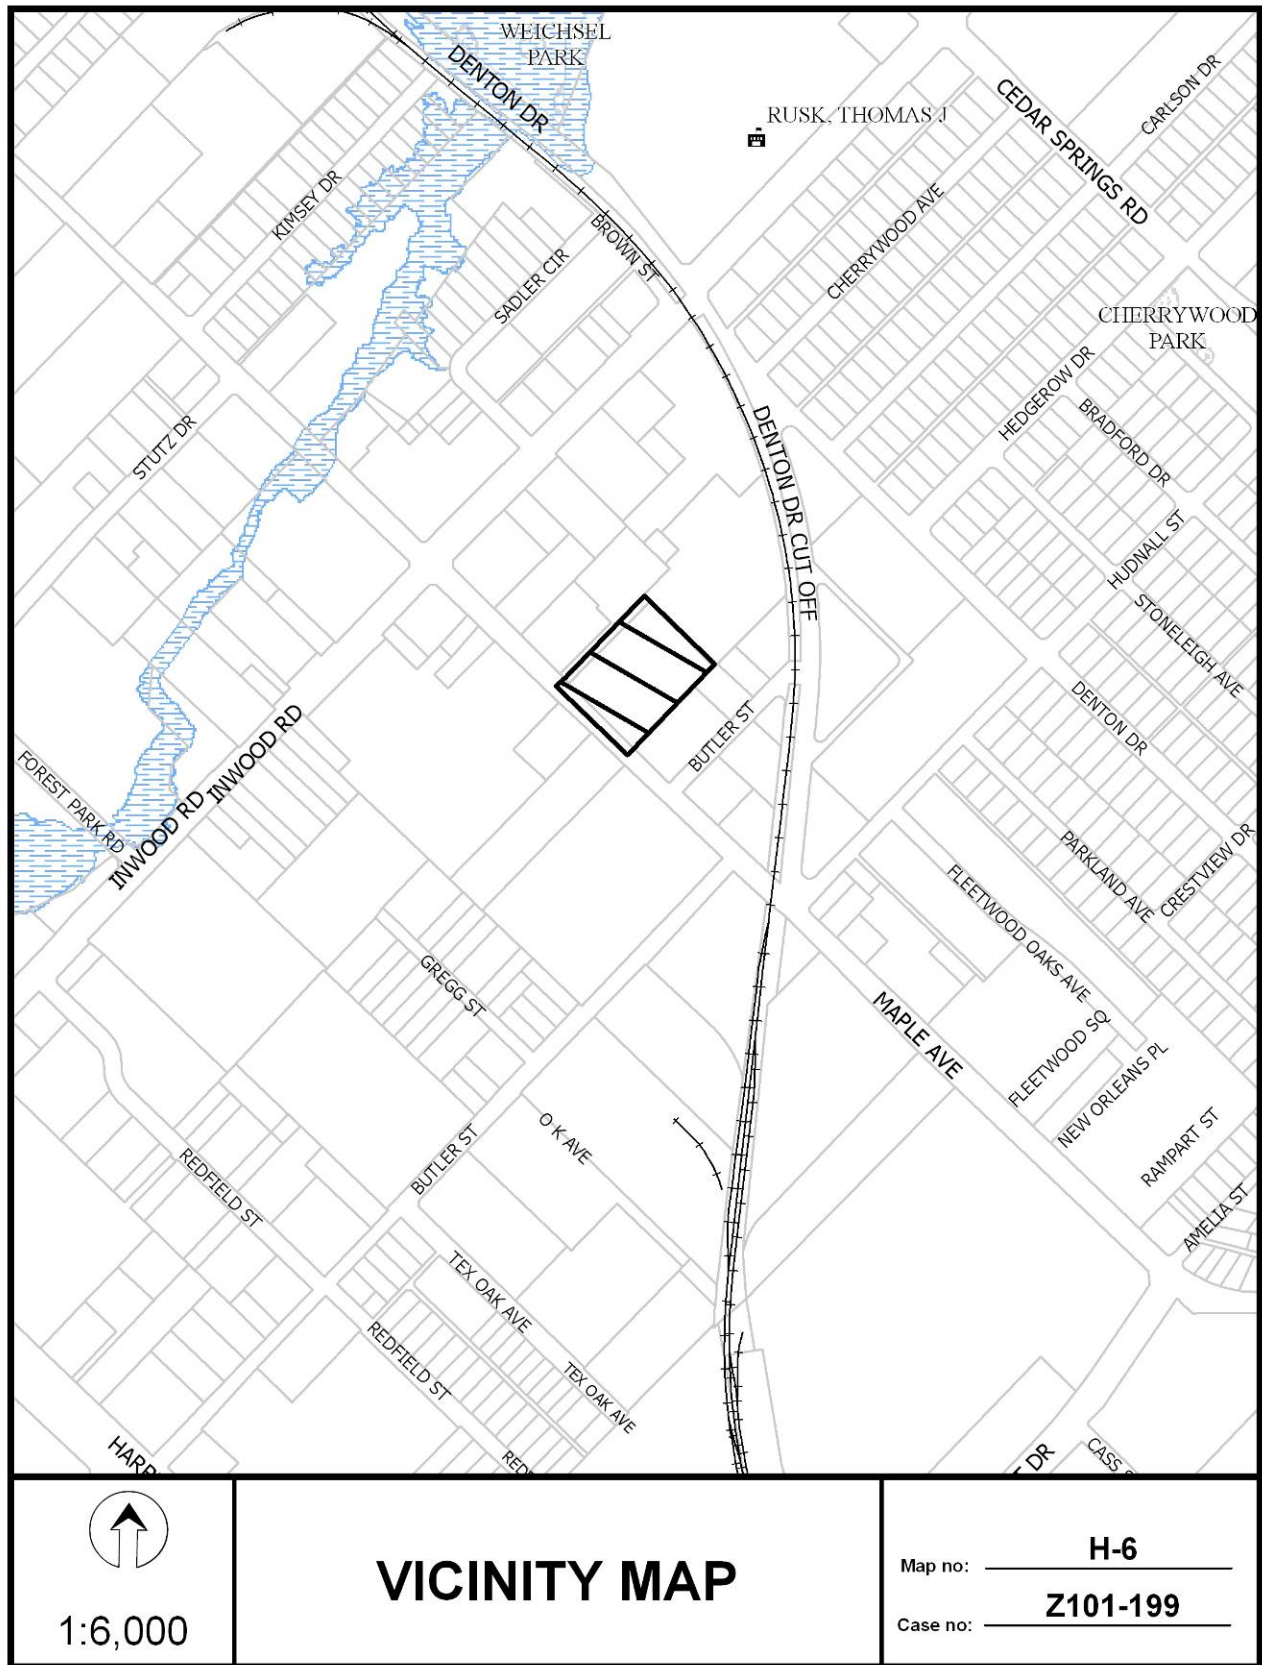 WEICHSEL
PARK
DENTON DR
RUSK, THOMAS J
CEDAR SPRINGS RD
CARLSON DR
KIMSEY DR
SADLER CIR
BROWN ST
CHERRYWOOD AVE
CHERRYWOOD
PARK
HEDGEROW DR
BRADFORD DR
STUTZ DR
DENTON DR CUT OFF
HUDNALL ST
STONELEIGH AVE
DENTON DR
BUTLER ST
INWOOD RD
FOREST PARK RD
INWOOD RD
PARKLAND AVE
CRESTVIEW DR
FLEETWOOD OAKS AVE
GREGG ST
MAPLE AVE
FLEETWOOD SQ
NEW ORLEANS PL
O K AVE
BUTLER ST
RAMPART ST
REDFIELD ST
AMELIA ST
TEX OAK AVE
REDFIELD ST
TEX OAK AVE
HARR
RED
T DR
CASS
1:6,000
VICINITY MAP
Map no: H-6
Case no: Z101-199